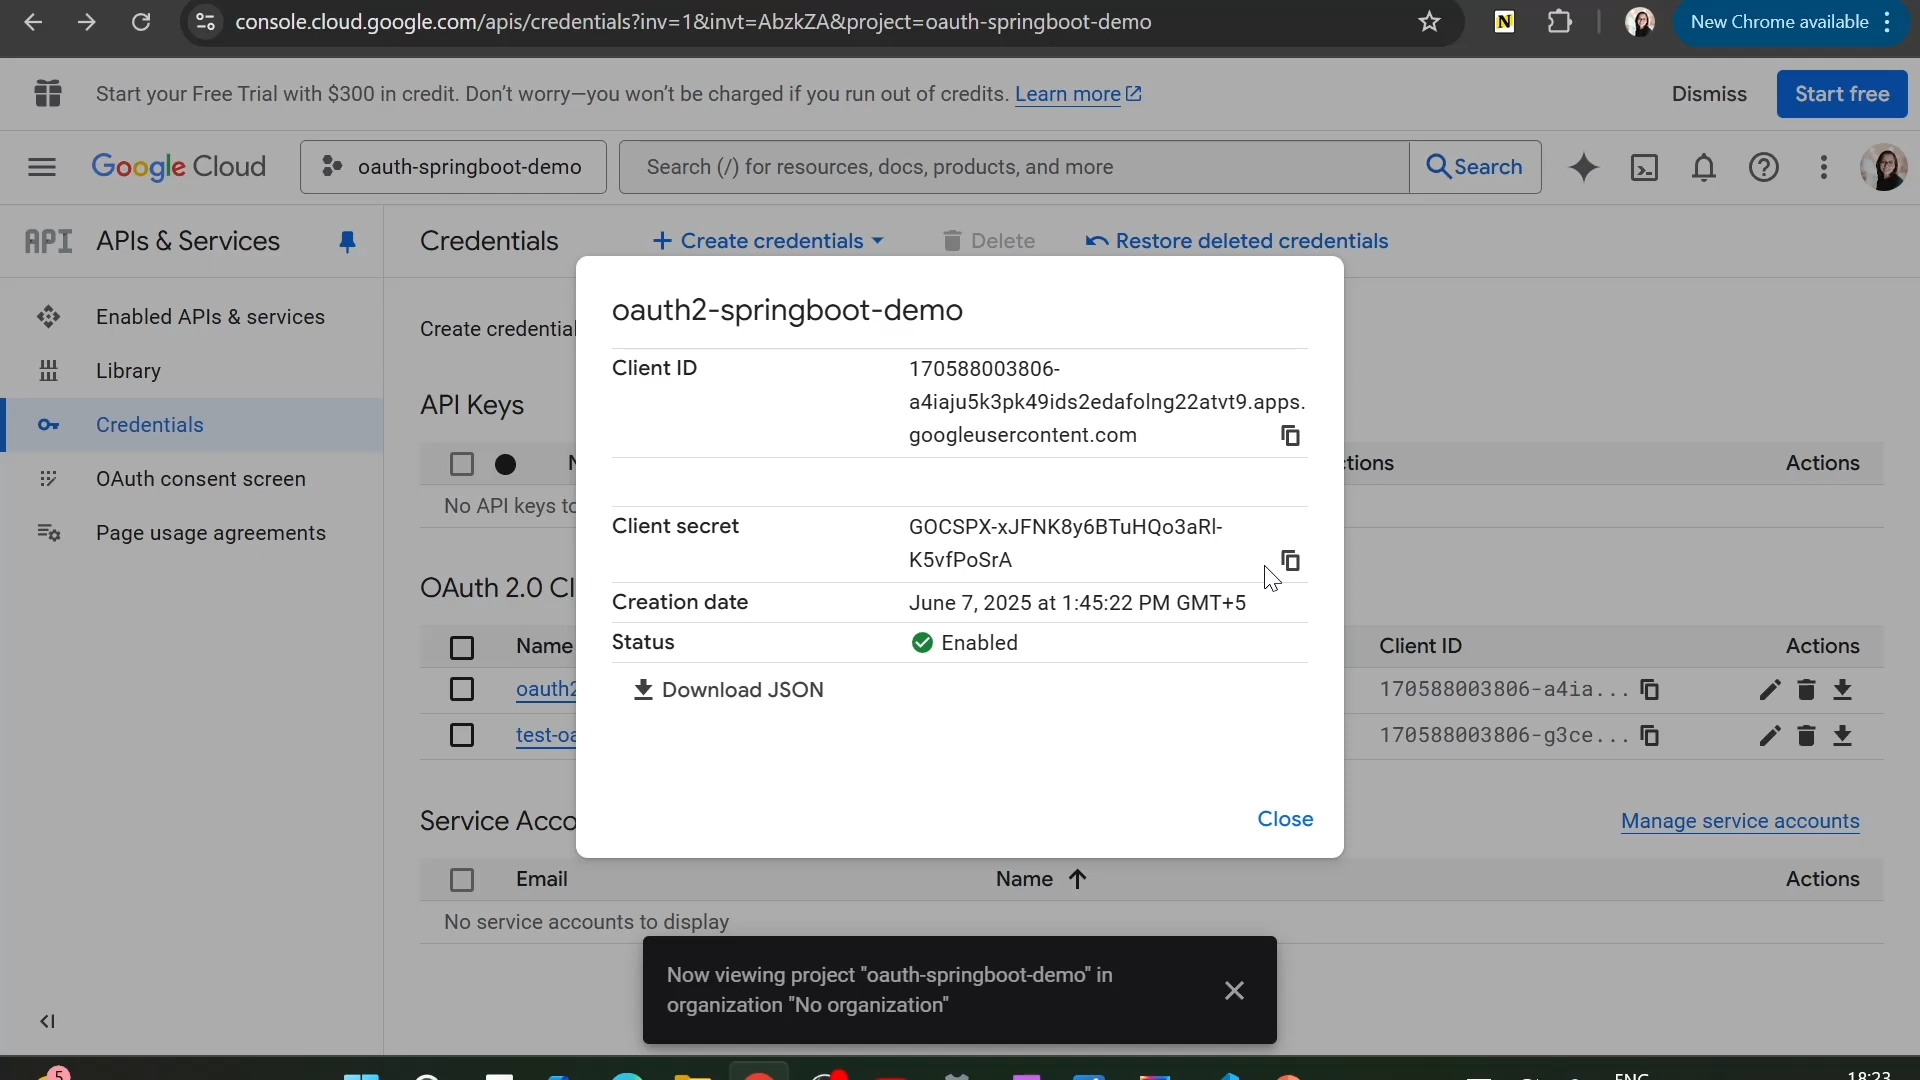 console.cloud.google.com/apis/credentials?inv=1&invt=AbzkZA&project=oauth-springboot-demo
New Chrome available
Start your Free Trial with $300 in credit. Don't worry—you won't be charged if you run out of credits. Learn more
Dismiss
Start free
Google Cloud
oauth-springboot-demo
Search (/) for resources, docs, products, and more
Search
API
APIs & Services
Credentials
Create credentials
Delete
Restore deleted credentials
Enabled APIs & services
Library
Credentials
OAuth consent screen
Page usage agreements
Create credential
API Keys
N
ctions
Actions
No API keys to
OAuth 2.0 Cl
Name
Client ID
Actions
oauth2
170588003806-a4ia...
test-oa
170588003806-g3ce...
Service Acco
Manage service accounts
Email
Name
Actions
No service accounts to display
oauth2-springboot-demo
Client ID
170588003806-
a4iaju5k3pk49ids2edafolng22atvt9.apps.
googleusercontent.com
Client secret
GOCSPX-xJFNK8y6BTuHQo3aRl-
K5vfPoSrA
Creation date
June 7, 2025 at 1:45:22 PM GMT+5
Status
Enabled
Download JSON
Close
Now viewing project "oauth-springboot-demo" in
organization "No organization"
5
ENG
18:23